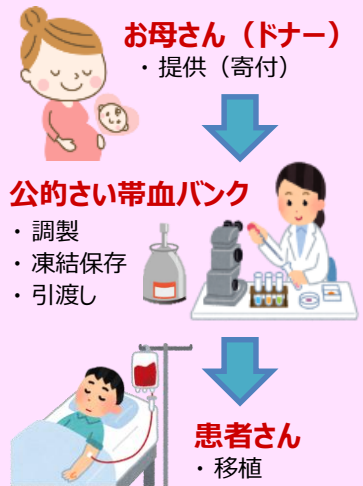 お母さん（ドナー）
・提供（寄付）
公的さい帯血バンク
・調製
・凍結保存
・引渡し
患者さん
・移植